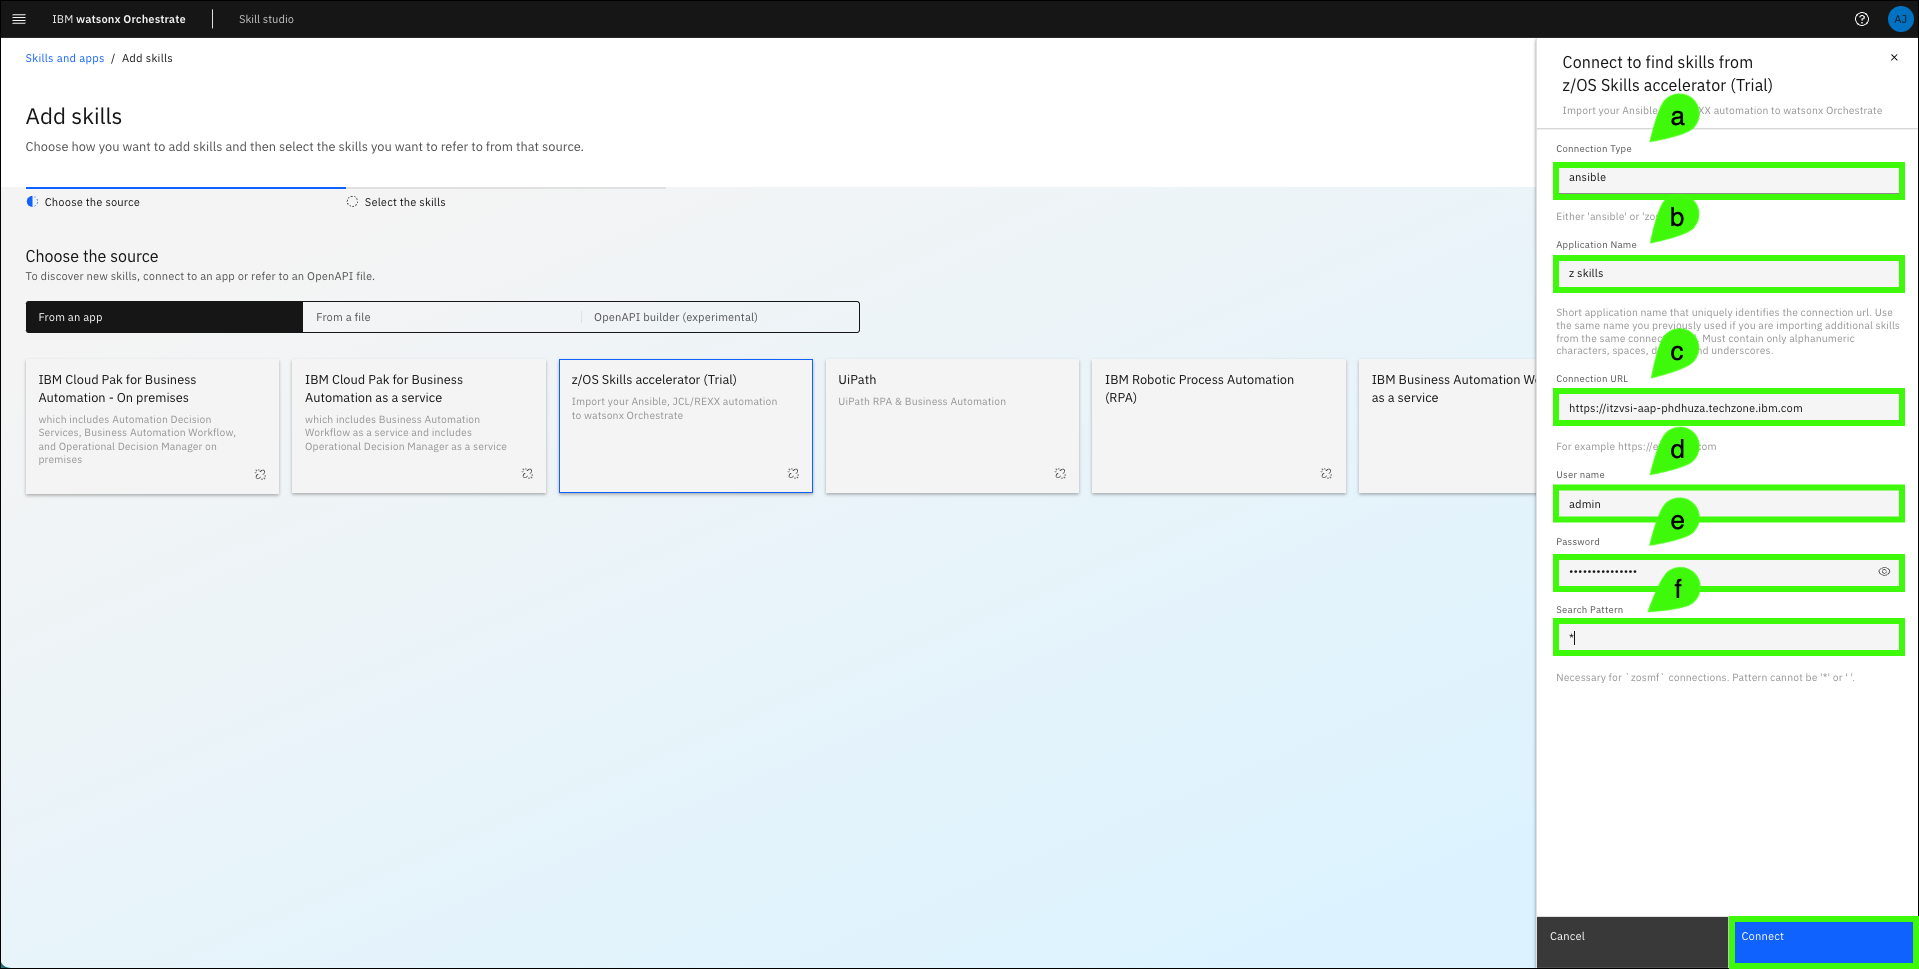 IBM watsonx Orchestrate
Skill studio
AJ
Skills and apps / Add skills
Add skills
Choose how you want to add skills and then select the skills you want to refer to from that source.
Choose the source
Select the skills
Choose the source
To discover new skills, connect to an app or refer to an OpenAPI file.
From an app
From a file
OpenAPI builder (experimental)
IBM Cloud Pak for Business
Automation - On premises
which includes Automation Decision
Services, Business Automation Workflow,
and Operational Decision Manager on
premises
IBM Cloud Pak for Business
Automation as a service
which includes Business Automation
Workflow as a service and includes
Operational Decision Manager as a service
z/OS Skills accelerator (Trial)
Import your Ansible, JCL/REXX automation
to watsonx Orchestrate
UiPath
UiPath RPA & Business Automation
IBM Robotic Process Automation
(RPA)
IBM Business Automation
as a service
Connect to find skills from
z/OS Skills accelerator (Trial)
Import your Ansible XX automation to watsonx Orchestrate
a
Connection Type
ansible
Either 'ansible' or
b
Application Name
z skills
Short application name that uniquely identifies the connection url. Use
the same name you previously used if you are importing additional skills
from the same Must contain only alphanumeric
characters, spaces, underscores.
c
Connection URL
https://itzvsi-aap-phdhuza.techzone.ibm.com
For example
d
User name
admin
e
Password
•••••••••••••••
f
Search Pattern
*
Necessary for `zosmf` connections. Pattern cannot be '*' or ' '.
Cancel
Connect